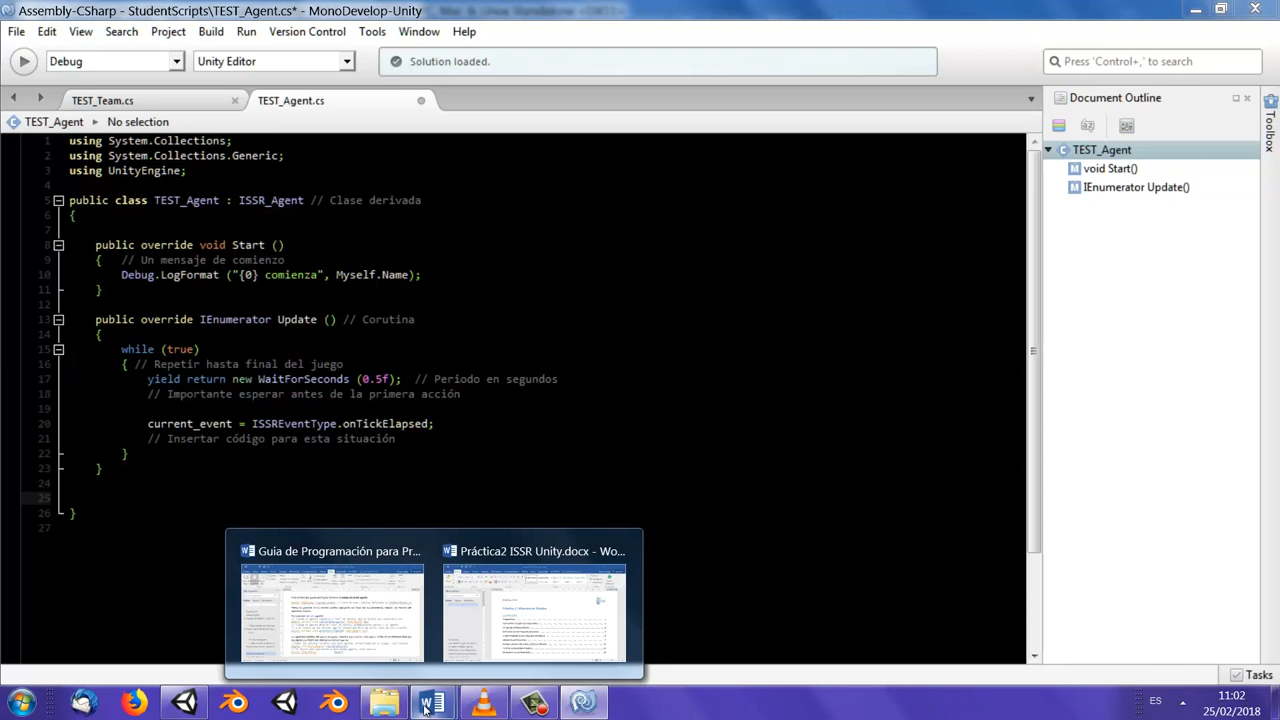 Assembly-CSharp - StudentScripts\TEST_Agent.cs* - MonoDevelop-Unity
File Edit View Search Project Build Run Version Control Tools Window Help
Debug Unity Editor Solution loaded. Press 'Control+,' to search
TEST_Team.cs TEST_Agent.cs Document Outline
TEST_Agent No selection
Toolbox
TEST_Agent
void Start()
IEnumerator Update()
1 using System.Collections;
2 using System.Collections.Generic;
3 using UnityEngine;
4
5 public class TEST_Agent : ISSR_Agent // Clase derivada
6 {
7
8 public override void Start ()
9 { // Un mensaje de comienzo
10 Debug.LogFormat ("{0} comienza", Myself.Name);
11 }
12
13 public override IEnumerator Update () // Corutina
14 {
15 while (true)
16 { // Repetir hasta final del juego
17 yield return new WaitForSeconds (0.5f); // Periodo en segundos
18 // Importante esperar antes de la primera acción
19
20 current_event = ISSREventType.onTickElapsed;
21 // Insertar código para esta situación
22 }
23 }
24
25
26 }
27
Guia de Programación para Pr... Práctica2 ISSR Unity.docx - Wo...
Tasks
ES 11:02
25/02/2018